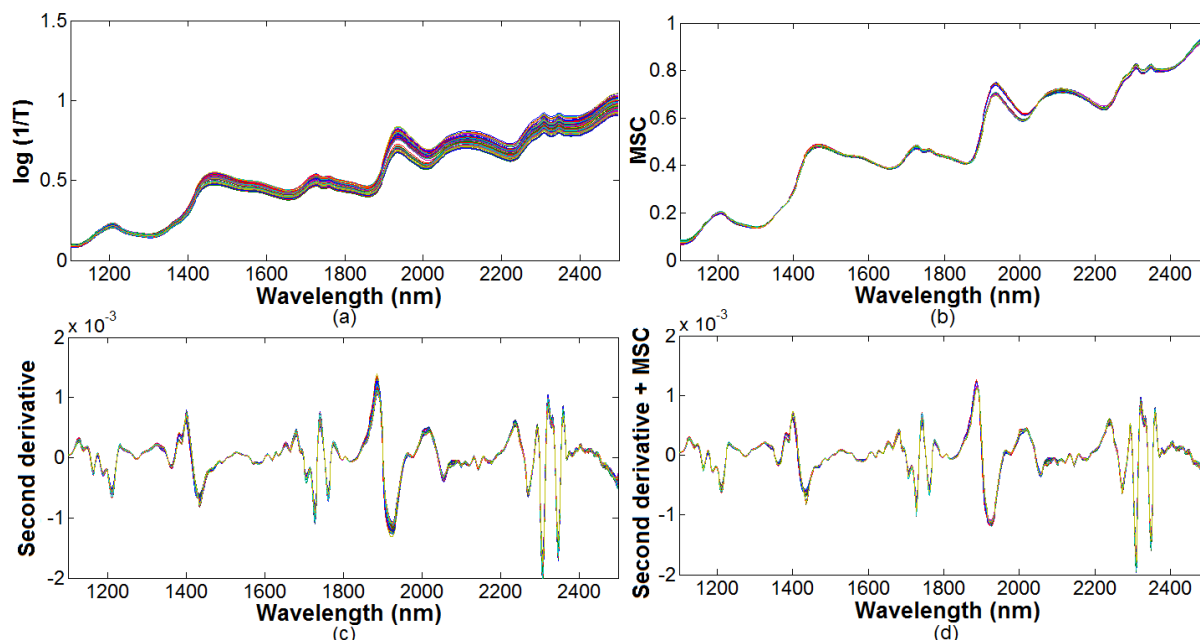 1.5
1
0.5
0
log (1/T)
1200 1400 1600 1800 2000 2200 2400
Wavelength (nm)
(a)
1
0.8
0.6
0.4
0.2
0
MSC
1200 1400 1600 1800 2000 2200 2400
Wavelength (nm)
(b)
2 x 10 -3
1
0
-1
-2
Second derivative
1200 1400 1600 1800 2000 2200 2400
Wavelength (nm)
(c)
2 x 10 -3
1
0
-1
-2
Second derivative + MSC
1200 1400 1600 1800 2000 2200 2400
Wavelength (nm)
(d)